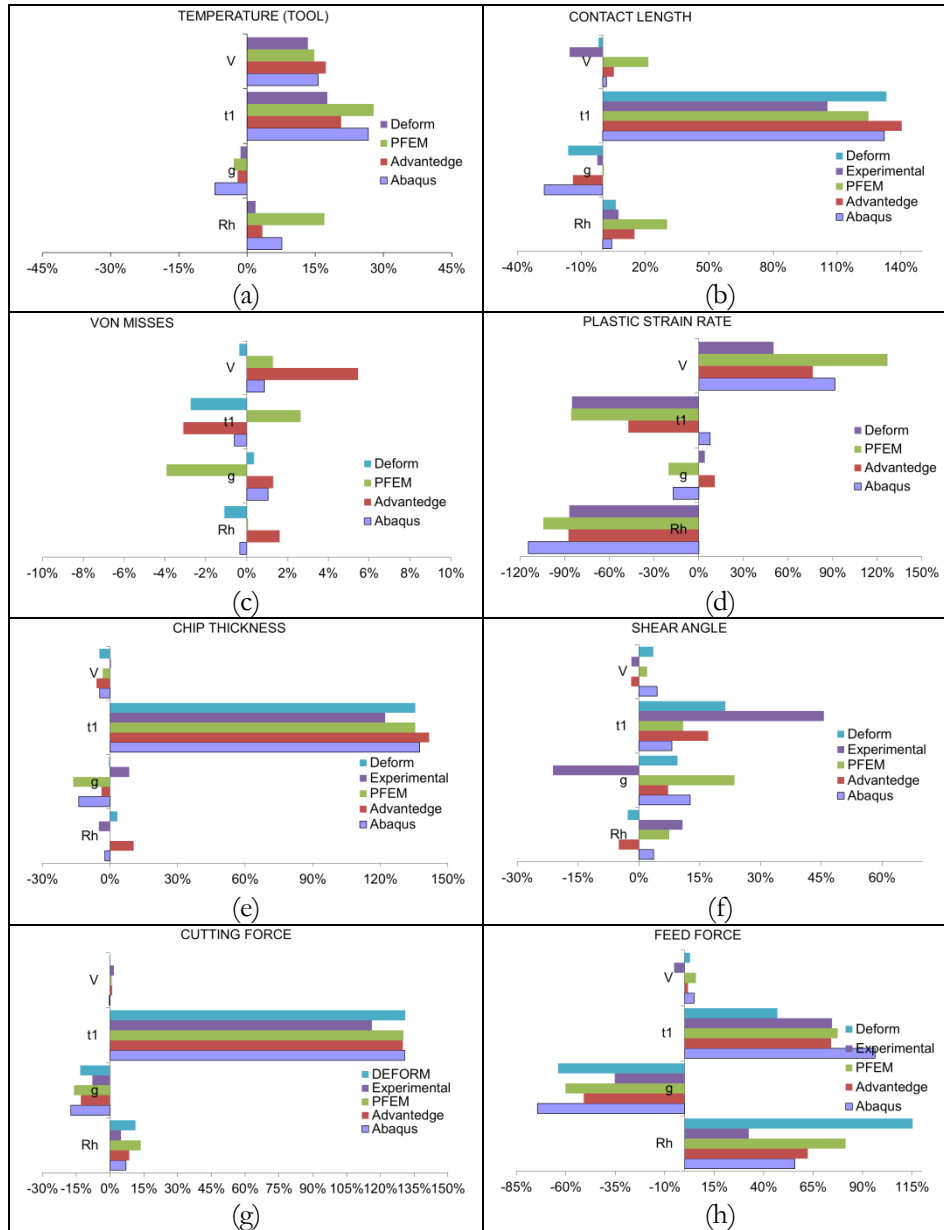 TEMPERATURE (TOOL)
V
t1
g
Rh
Deform
PFEM
Advantedge
Abaqus
-45% -30% -15% 0% 15% 30% 45%
(a)
CONTACT LENGTH
V
t1
g
Rh
Deform
Experimental
PFEM
Advantedge
Abaqus
-40% -10% 20% 50% 80% 110% 140%
(b)
VON MISSES
V
t1
g
Rh
Deform
PFEM
Advantedge
Abaqus
-10% -8% -6% -4% -2% 0% 2% 4% 6% 8% 10%
(c)
PLASTIC STRAIN RATE
V
t1
g
Rh
Deform
PFEM
Advantedge
Abaqus
-120% -90% -60% -30% 0% 30% 60% 90% 120% 150%
(d)
CHIP THICKNESS
V
t1
g
Rh
Deform
Experimental
PFEM
Advantedge
Abaqus
-30% 0% 30% 60% 90% 120% 150%
(e)
SHEAR ANGLE
V
t1
g
Rh
Deform
Experimental
PFEM
Advantedge
Abaqus
-30% -15% 0% 15% 30% 45% 60%
(f)
CUTTING FORCE
V
t1
g
Rh
DEFORM
Experimental
PFEM
Advantedge
Abaqus
-30% -15% 0% 15% 30% 45% 60% 75% 90% 105% 120% 135% 150%
(g)
FEED FORCE
V
t1
g
Rh
Deform
Experimental
PFEM
Advantedge
Abaqus
-85% -60% -35% -10% 15% 40% 65% 90% 115%
(h)